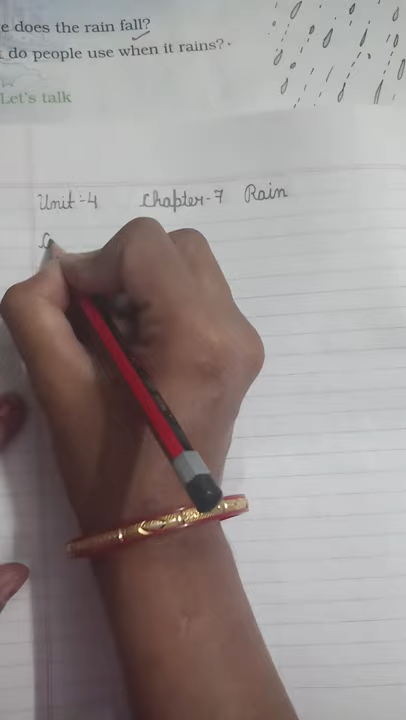 e does the rain fall?
do people use when it rains?
Let's talk
Unit-4 Chapter-7 Rain